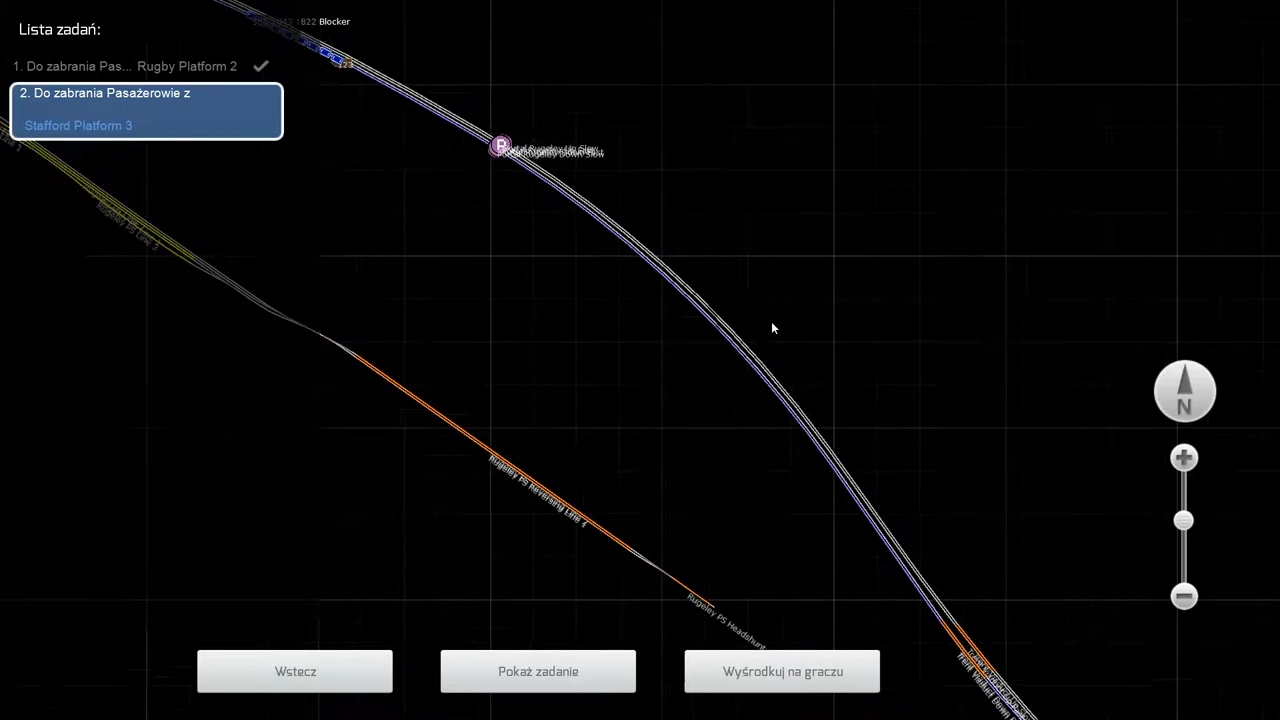 1822 Blocker
Lista zadań:
1. Do zabrania Pas... Rugby Platform 2
2. Do zabrania Pasażerowie z
Stafford Platform 3
Rugeley PS Line 3
Rugeley PS Reversing Line 1
Rugeley PS Headshunt
N
Wstecz
Pokaż zadanie
Wyśrodkuj na graczu